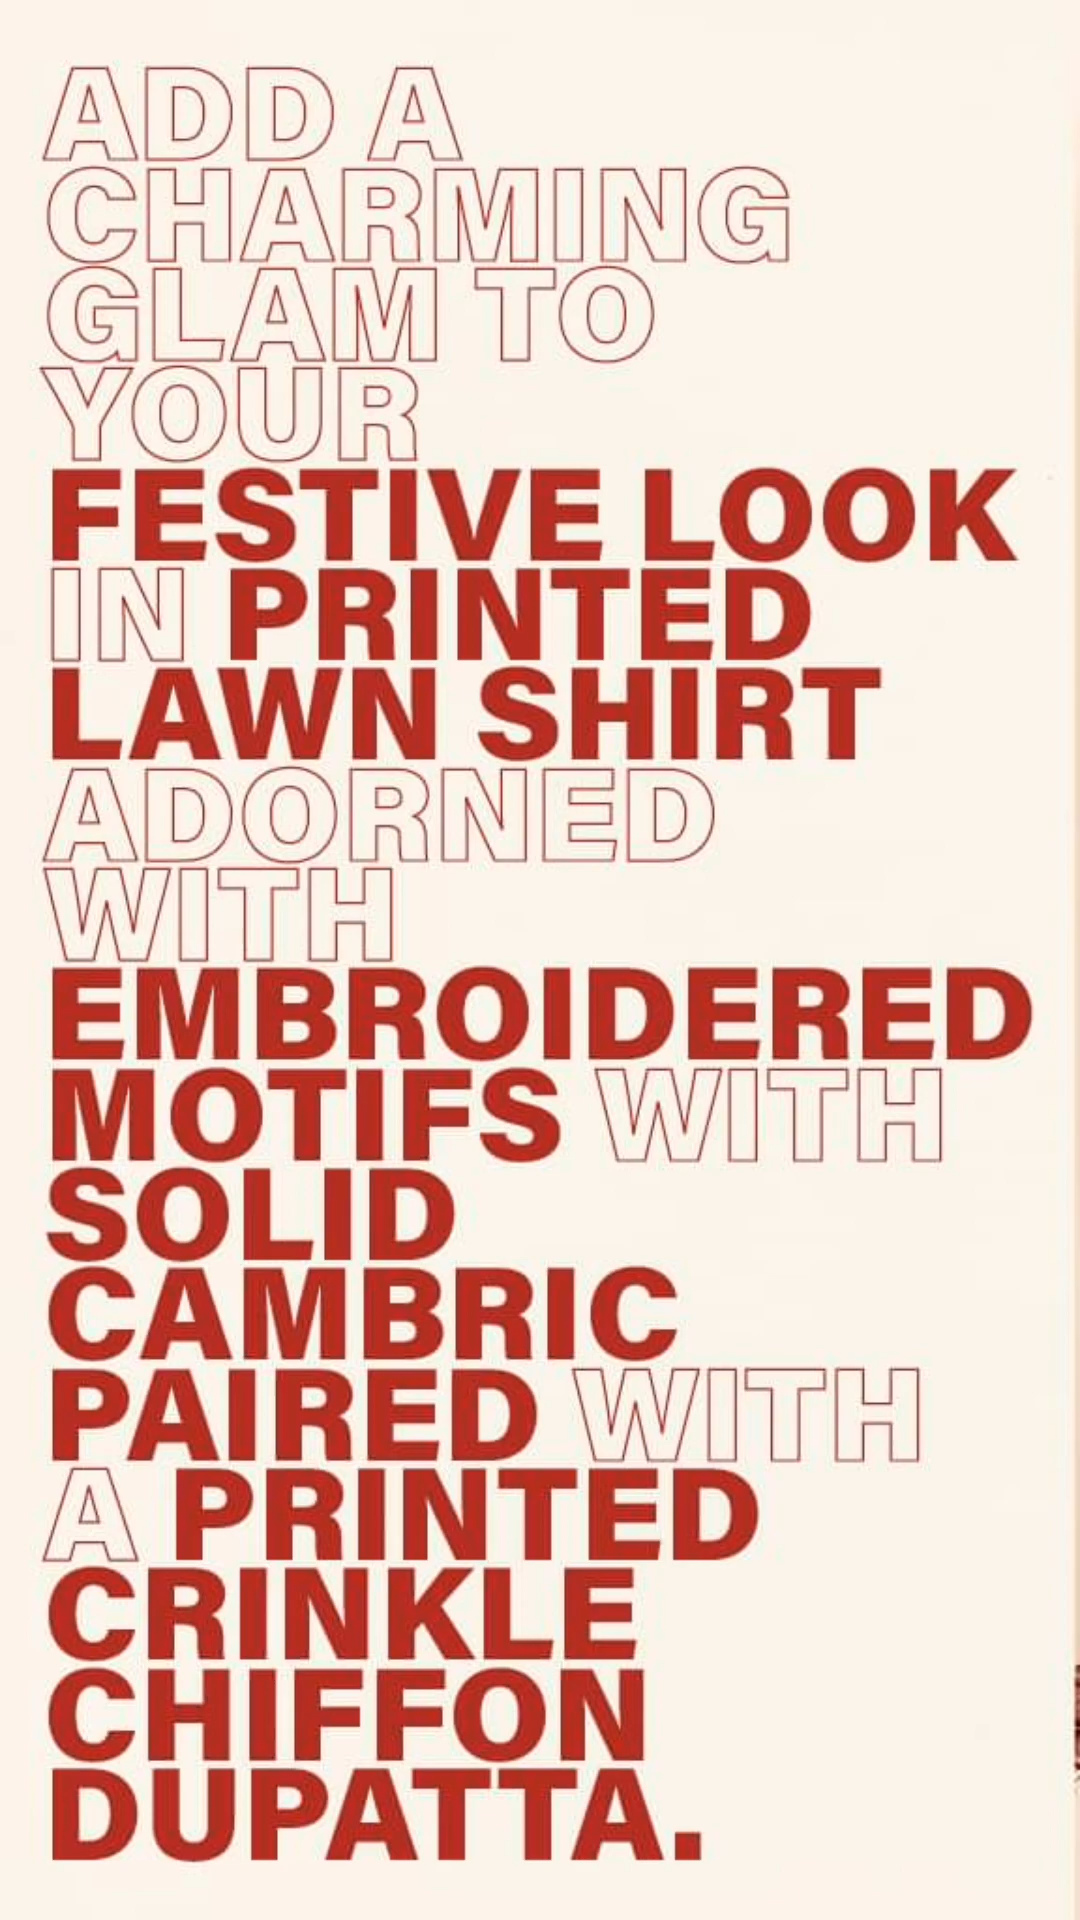 ADD A
CHARMING
GLAM TO
YOUR
FESTIVE LOOK
IN PRINTED
LAWN SHIRT
ADORNED
WITH
EMBROIDERED
MOTIFS WITH
SOLID
CAMBRIC
PAIRED WITH
A PRINTED
CRINKLE
CHIFFON
DUPATTA.